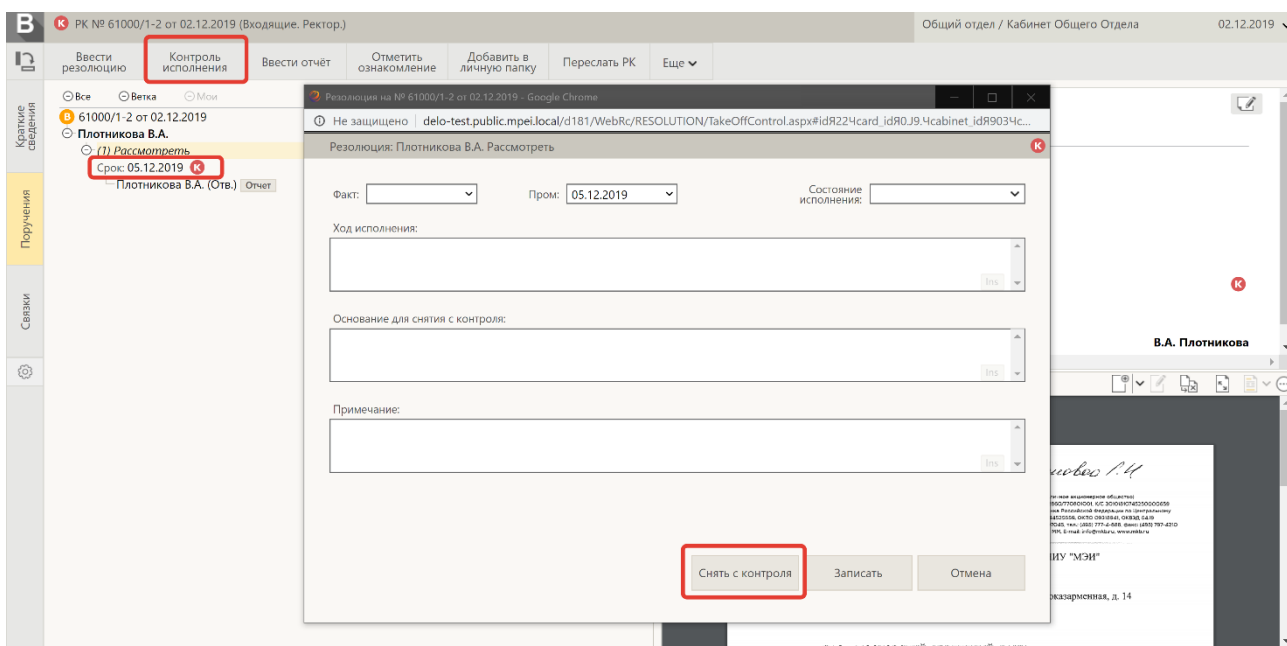 В К РК № 61000/1-2 от 02.12.2019 (Входящие. Ректор.) Общий отдел / Кабинет Общего Отдела 02.12.2019
Ввести резолюцию Контроль исполнения Ввести отчёт Отметить ознакомление Добавить в личную папку Переслать РК Еще
Краткие сведения
Поручения
Связки
Все Ветка Мои
В 61000/1-2 от 02.12.2019
Плотникова В.А.
(1) Рассмотреть
Срок: 05.12.2019 К
Плотникова В.А. (Отв.) Отчет
Резолюция на № 61000/1-2 от 02.12.2019 - Google Chrome
Не защищено delo-test.public.mpei.local/d181/WebRc/RESOLUTION/TakeOffControl.aspx#idЯ22Чcard_idЯ0.J9.Чcabinet_idЯ903Чс...
Резолюция: Плотникова В.А. Рассмотреть К
Факт: Пром: 05.12.2019 Состояние исполнения:
Ход исполнения:
Ins
Основание для снятия с контроля:
Ins
Примечание:
Ins
Снять с контроля Записать Отмена
К
В.А. Плотникова
ИУ "МЭИ"
оказарменная, д. 14